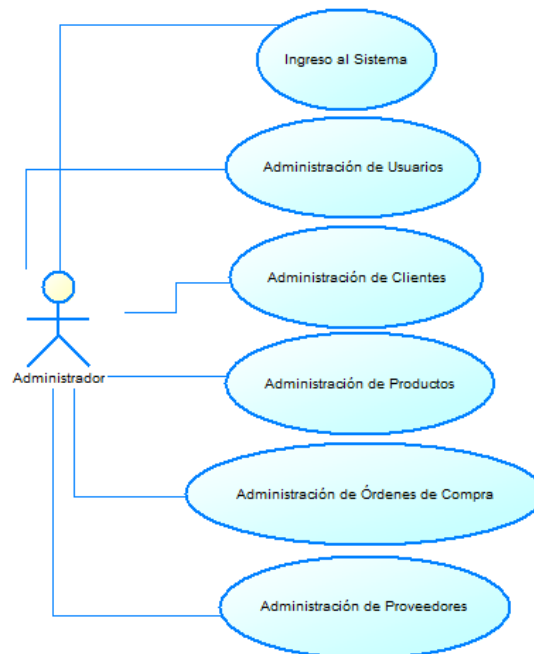 Ingreso al Sistema
Administración de Usuarios
Administración de Clientes
Administración de Productos
Administrador
Administración de Órdenes de Compra
Administración de Proveedores